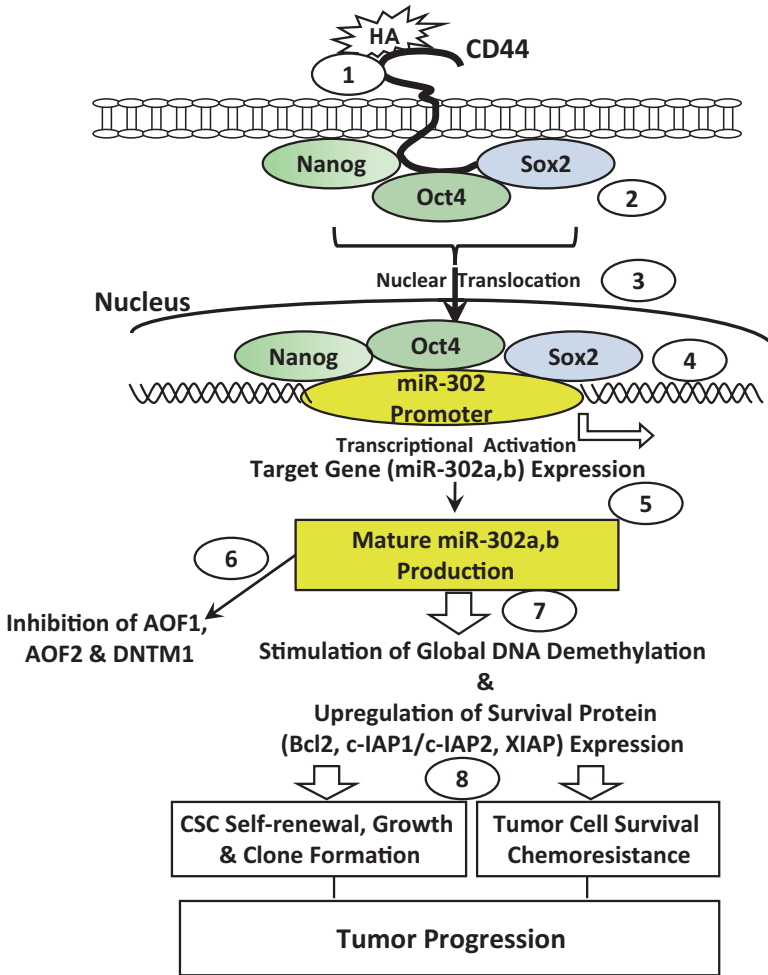 HA
CD44
1
Nanog
Sox2
Oct4
2
Nuclear Translocation
3
Nucleus
Nanog
Oct4
Sox2
4
miR-302
Promoter
Transcriptional Activation
Target Gene (miR-302a,b) Expression
5
Mature miR-302a,b
Production
6
7
Inhibition of AOF1,
AOF2 & DNTM1
Stimulation of Global DNA Demethylation
&
Upregulation of Survival Protein
(Bcl2, c-IAP1/c-IAP2, XIAP) Expression
8
CSC Self-renewal, Growth
& Clone Formation
Tumor Cell Survival
Chemoresistance
Tumor Progression